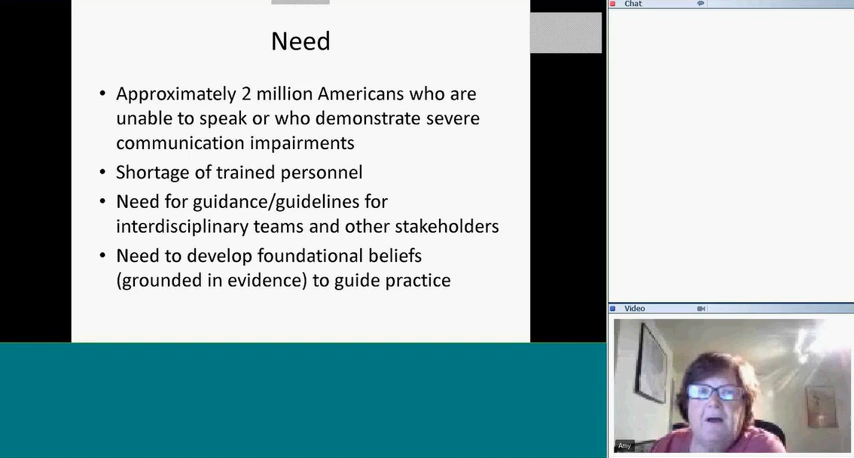 Need
• Approximately 2 million Americans who are
unable to speak or who demonstrate severe
communication impairments
• Shortage of trained personnel
• Need for guidance/guidelines for
interdisciplinary teams and other stakeholders
• Need to develop foundational beliefs
(grounded in evidence) to guide practice
Chat
Video
Amy